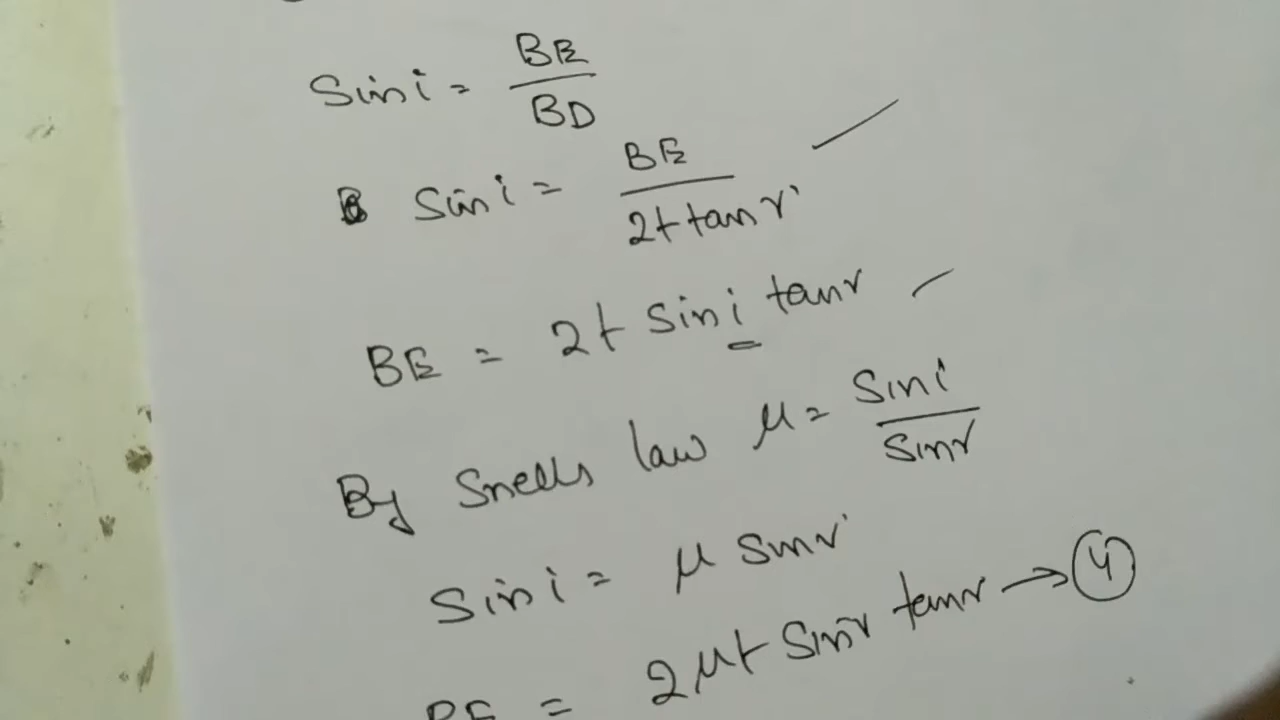 Sin i = BE/BD
Sin i = BE/2t tan r
BE = 2t Sin i tan r
By Snells law μ = Sin i/Sin r
Sin i = μ Sin r
BE = 2μt Sin r tan r → 4